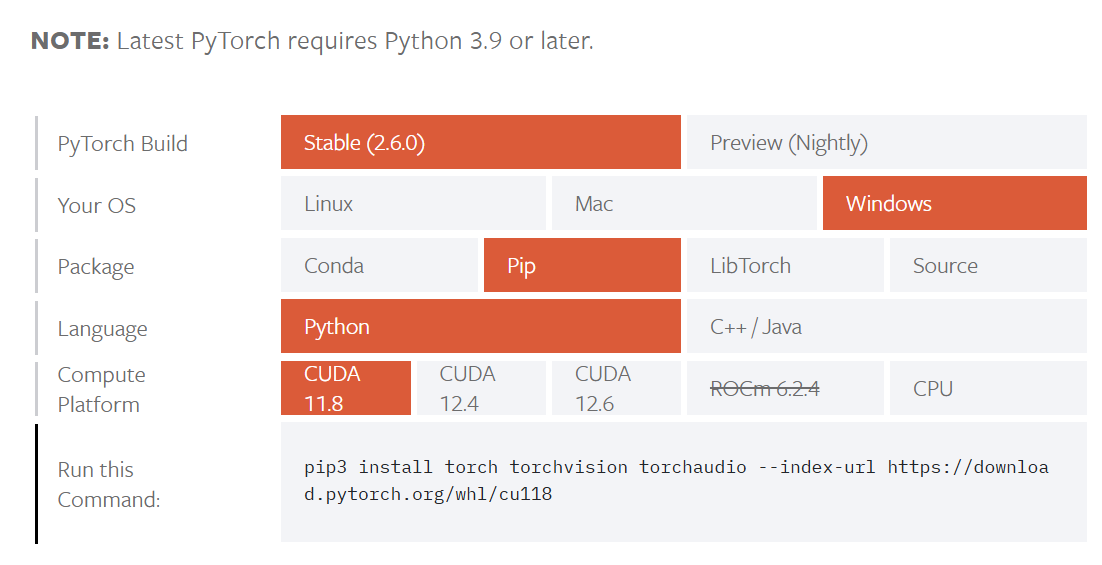 NOTE: Latest PyTorch requires Python 3.9 or later.
PyTorch Build
Stable (2.6.0)
Preview (Nightly)
Your OS
Linux
Mac
Windows
Package
Conda
Pip
LibTorch
Source
Language
Python
C++ / Java
Compute
Platform
CUDA
11.8
CUDA
12.4
CUDA
12.6
ROCm 6.2.4
CPU
Run this
Command:
pip3 install torch torchvision torchaudio --index-url https://downloa
d.pytorch.org/whl/cu118